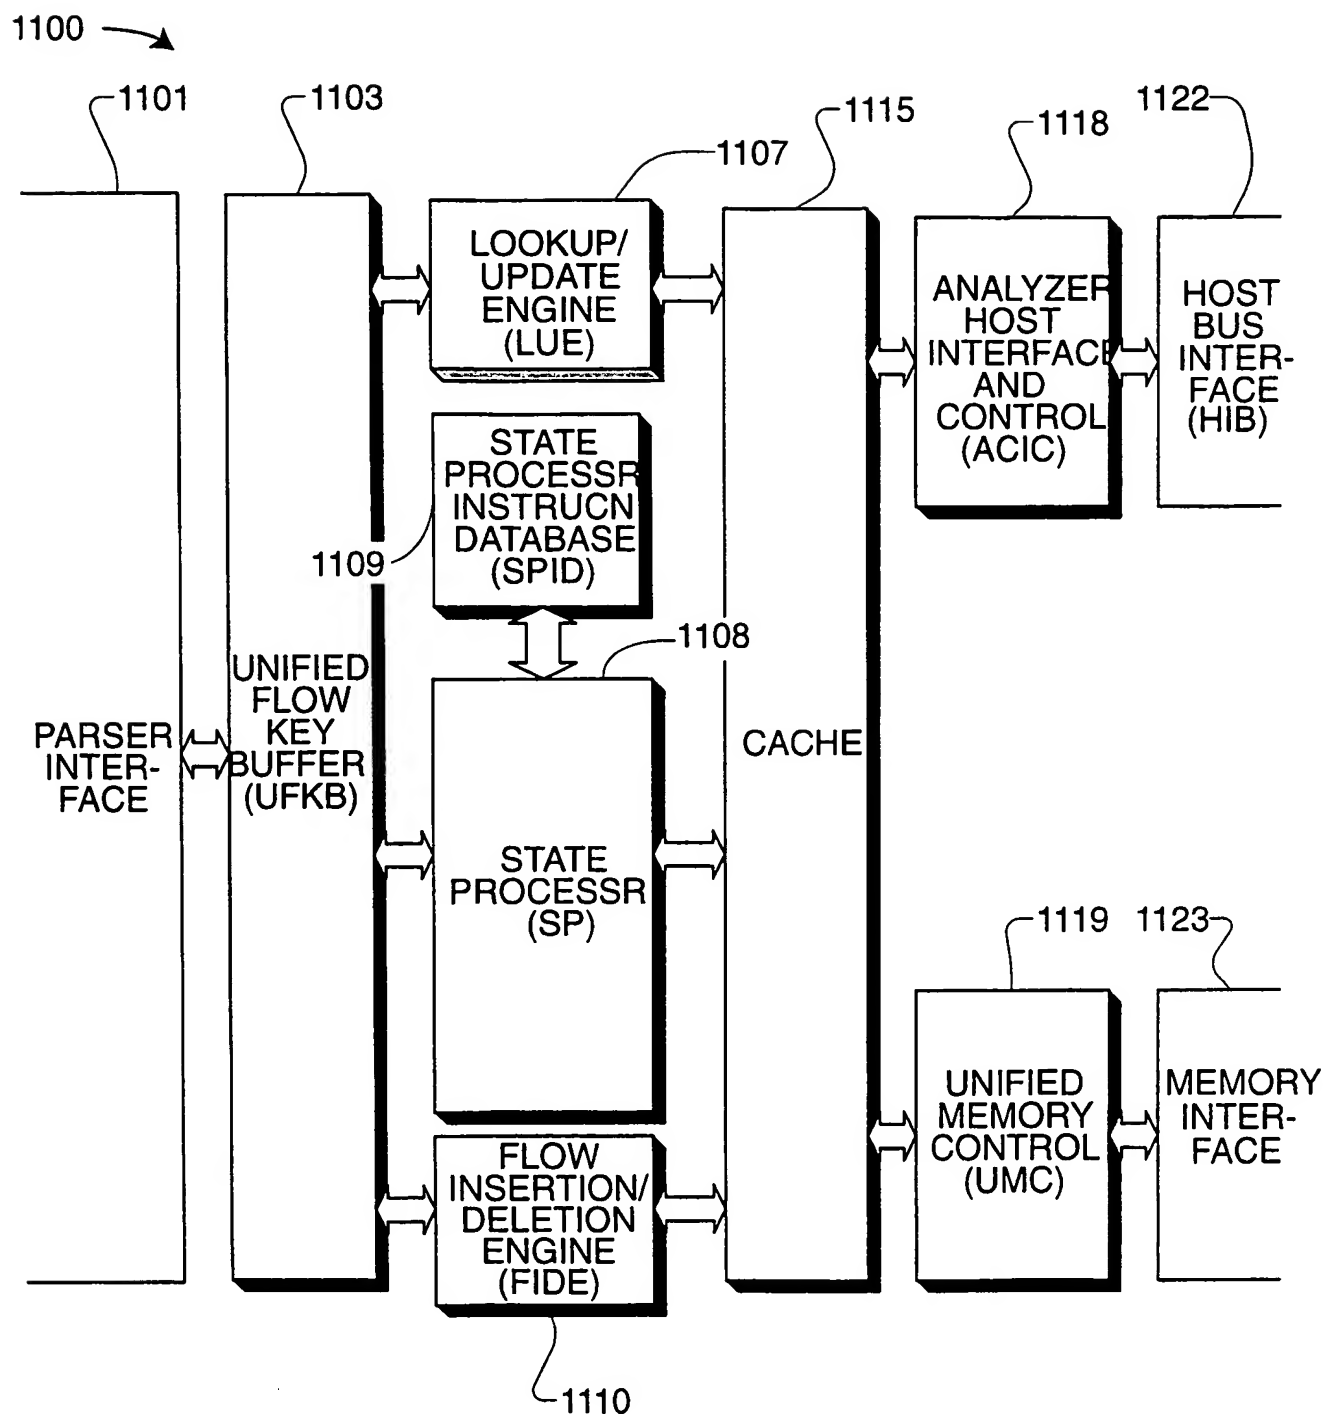 1100
1101
1103
1107
1115
1118
1122
LOOKUP/
UPDATE
ENGINE
(LUE)
ANALYZER
HOST
INTERFACE
AND
CONTROL
(ACIC)
HOST
BUS
INTER-
FACE
(HIB)
STATE
PROCESSR
INSTRUCN
DATABASE
(SPID)
1109
1108
UNIFIED
FLOW
KEY
BUFFER
(UFKB)
PARSER
INTER-
FACE
CACHE
STATE
PROCESSR
(SP)
1119
1123
UNIFIED
MEMORY
CONTROL
(UMC)
MEMORY
INTER-
FACE
FLOW
INSERTION/
DELETION
ENGINE
(FIDE)
1110